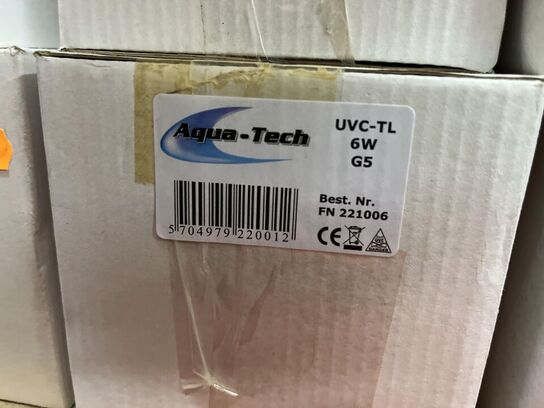 Aqua-Tech
UVC-TL
6W
G5
Best. Nr.
FN 221006
5 704979 220012
CE